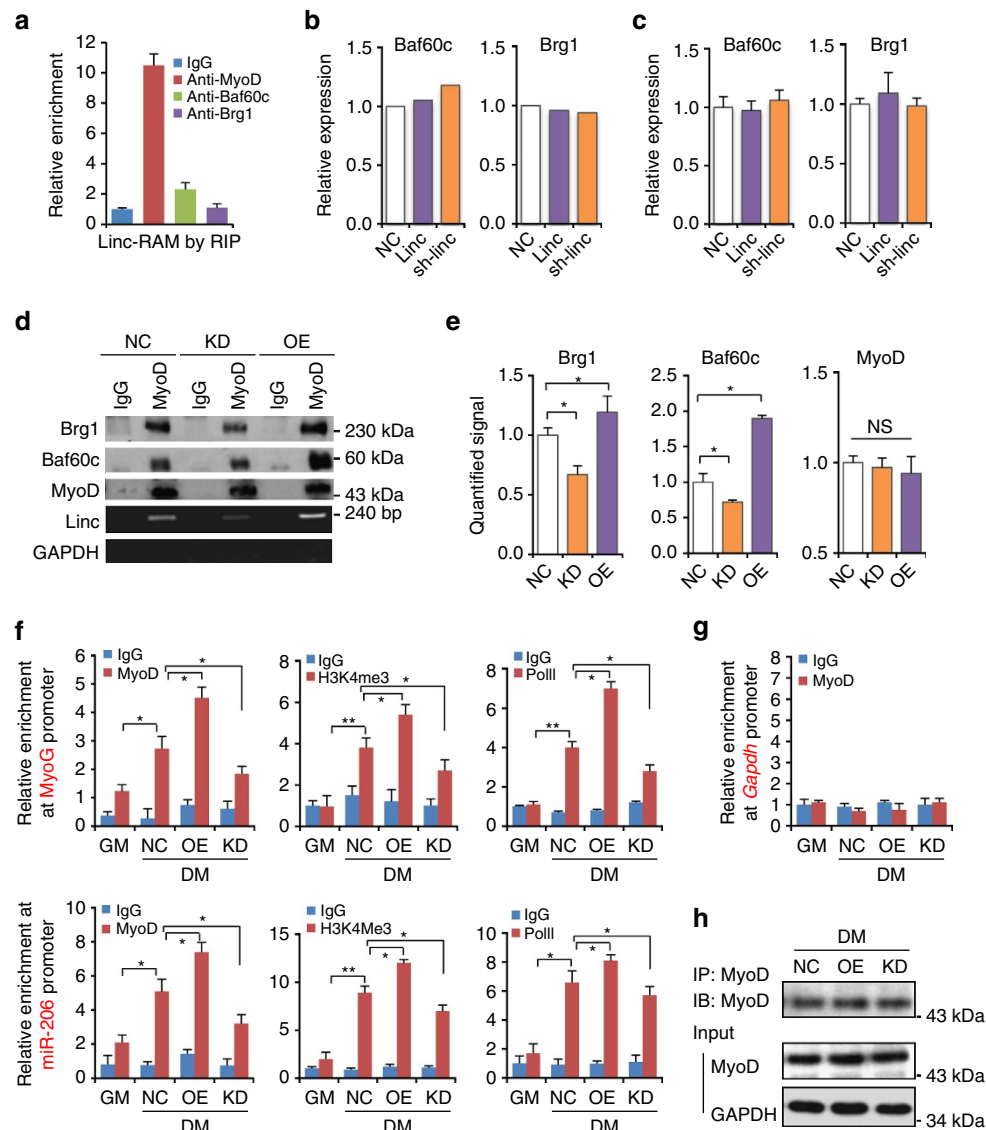 a
12
10
8
6
4
2
0
Relative enrichment
IgG
Anti-MyoD
Anti-Baf60c
Anti-Brg1
Linc-RAM by RIP
b
Baf60c
Brg1
Relative expression
1.5
1.0
0.5
0.0
NC
Linc
sh-linc
1.5
1.0
0.5
0.0
NC
Linc
sh-linc
c
Baf60c
Brg1
Relative expression
1.5
1.0
0.5
0
NC
Linc
sh-linc
1.5
1.0
0.5
0.0
NC
Linc
sh-linc
d
NC KD OE
IgG MyoD IgG MyoD IgG MyoD
Brg1 - 230 kDa
Baf60c - 60 kDa
MyoD - 43 kDa
Linc - 240 bp
GAPDH
e
Brg1
Quantified signal
1.5
1.0
0.5
0.0
*
*
NC
KD
OE
Baf60c
2.5
2.0
1.5
1.0
0.5
0.0
*
*
NC
KD
OE
MyoD
1.5
1.0
0.5
NS
NC
KD
OE
f
Relative enrichment
at MyoG promoter
6
5
4
3
2
1
0
IgG
MyoD
*
*
*
GM NC OE KD
DM
8
6
4
2
0
IgG
H3K4me3
*
*
**
GM NC OE KD
DM
8
6
4
2
0
IgG
PolII
*
*
**
GM NC OE KD
DM
g
Relative enrichment
at Gapdh promoter
8
7
6
5
4
3
2
1
0
IgG
MyoD
GM NC OE KD
DM
Relative enrichment at
miR-206 promoter
10
8
6
4
2
0
IgG
MyoD
*
*
*
GM NC OE KD
DM
15
10
5
0
IgG
H3K4Me3
*
*
**
GM NC OE KD
DM
10
8
6
4
2
0
IgG
PolII
*
*
*
GM NC OE KD
DM
h
DM
NC OE KD
IP: MyoD
IB: MyoD
- 43 kDa
Input
MyoD
- 43 kDa
GAPDH
- 34 kDa